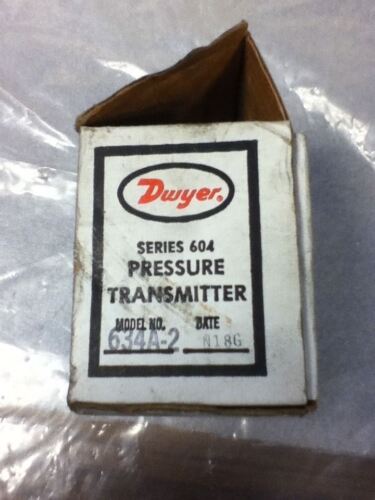 Dwyer®
SERIES 604
PRESSURE
TRANSMITTER
MODEL NO. DATE
634A-2 N18G